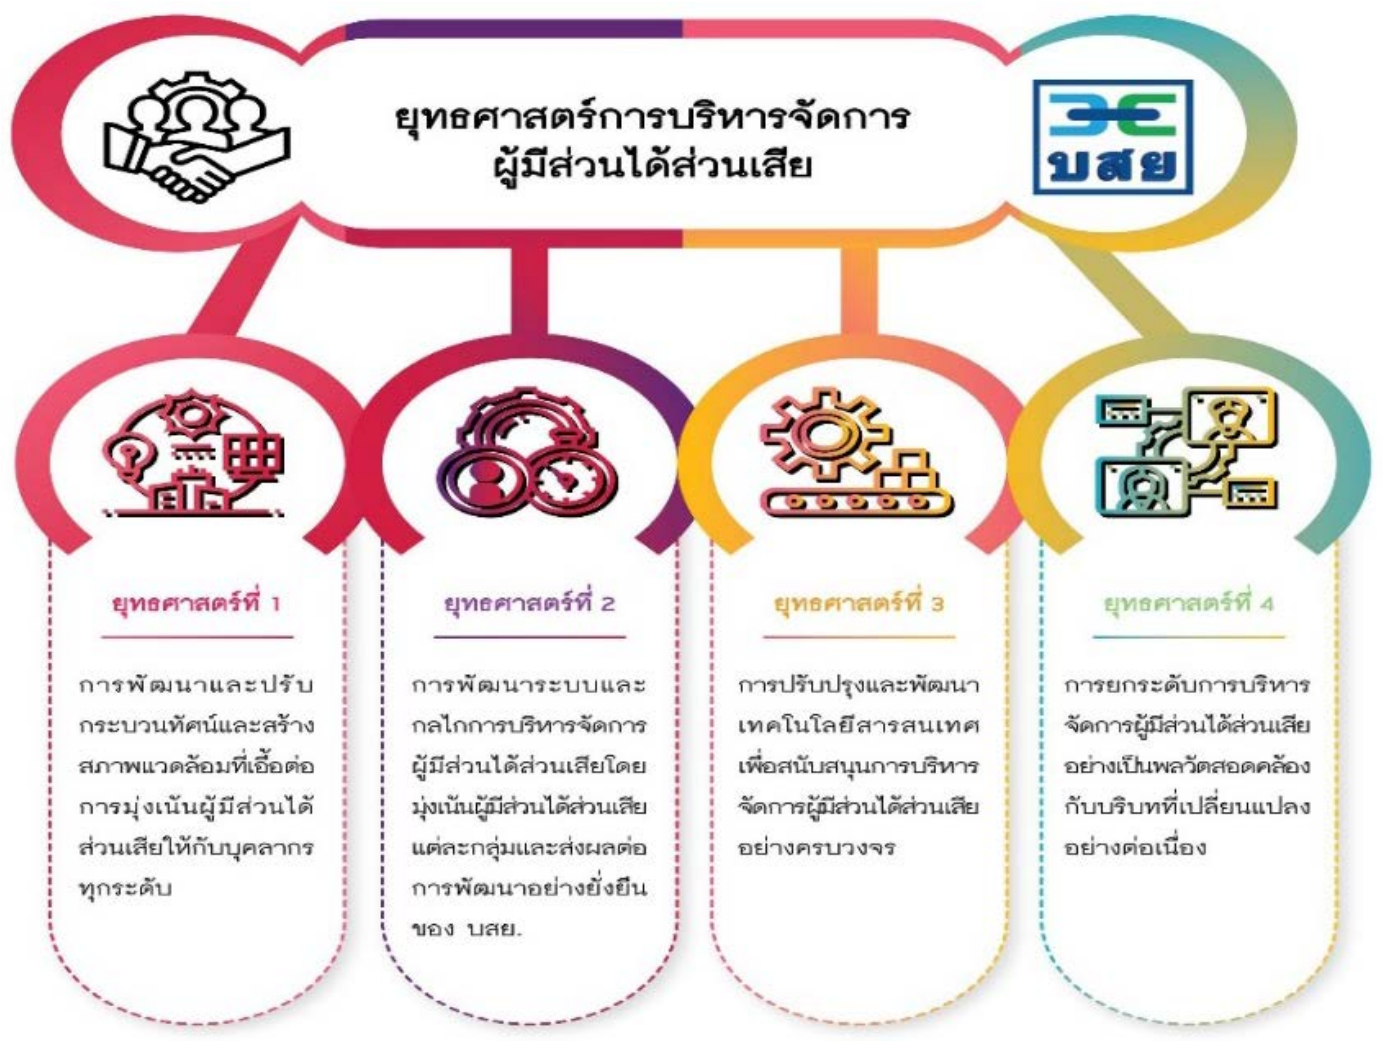 ยุทธศาสตร์การบริหารจัดการ
ผู้มีส่วนได้ส่วนเสีย
บสย
ยุทธศาสตร์ที่ 1
การพัฒนาและปรับ
กระบวนทัศน์และสร้าง
สภาพแวดล้อมที่เอื้อต่อ
การมุ่งเน้นผู้มีส่วนได้
ส่วนเสียให้กับบุคลากร
ทุกระดับ
ยุทธศาสตร์ที่ 2
การพัฒนาระบบและ
กลไกการบริหารจัดการ
ผู้มีส่วนได้ส่วนเสียโดย
มุ่งเน้นผู้มีส่วนได้ส่วนเสีย
แต่ละกลุ่มและส่งผลต่อ
การพัฒนาอย่างยั่งยืน
ของ บสย.
ยุทธศาสตร์ที่ 3
การปรับปรุงและพัฒนา
เทคโนโลยีสารสนเทศ
เพื่อสนับสนุนการบริหาร
จัดการผู้มีส่วนได้ส่วนเสีย
อย่างครบวงจร
ยุทธศาสตร์ที่ 4
การยกระดับการบริหาร
จัดการผู้มีส่วนได้ส่วนเสีย
อย่างเป็นพลวัตสอดคล้อง
กับบริบทที่เปลี่ยนแปลง
อย่างต่อเนื่อง